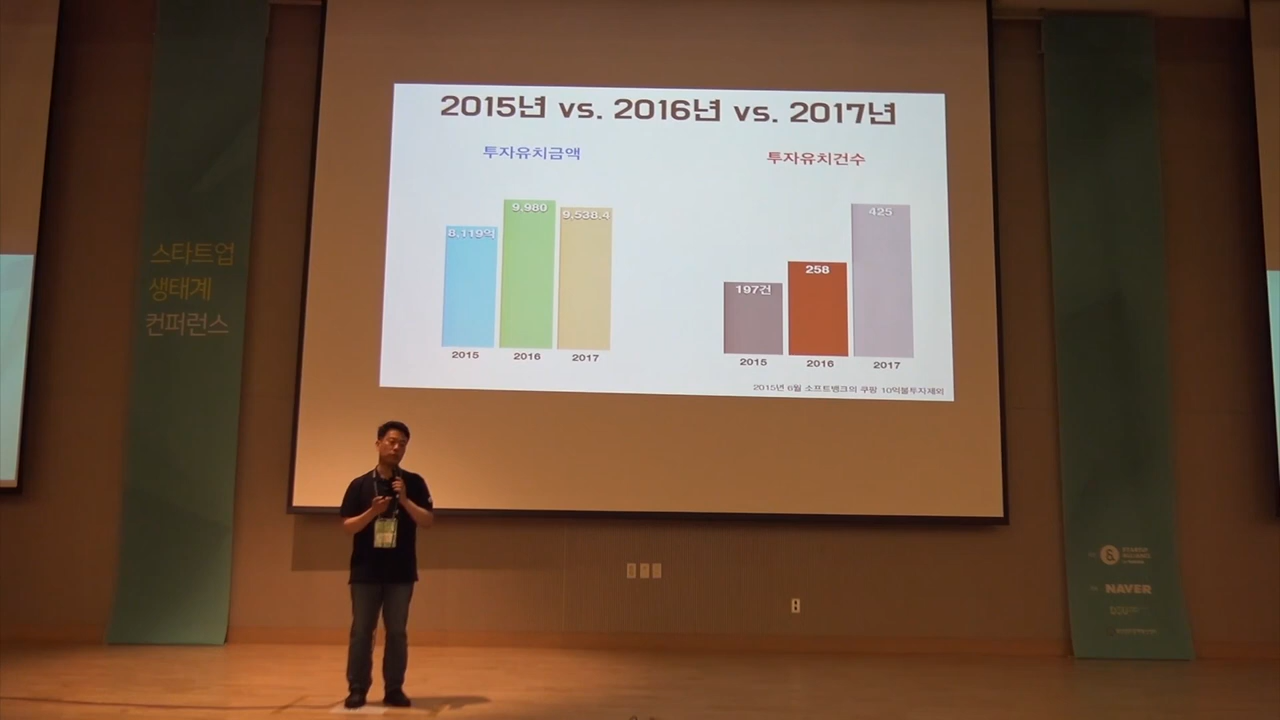 2015년 vs. 2016년 vs. 2017년
투자유치금액
투자유치건수
8,119억
9,980
9,538.4
2015
2016
2017
197건
258
425
2015
2016
2017
2015년 6월 소프트뱅크의 쿠팡 10억불투자제외
스타트업
생태계
컨퍼런스
STARTUP
ALLIANCE
NAVER